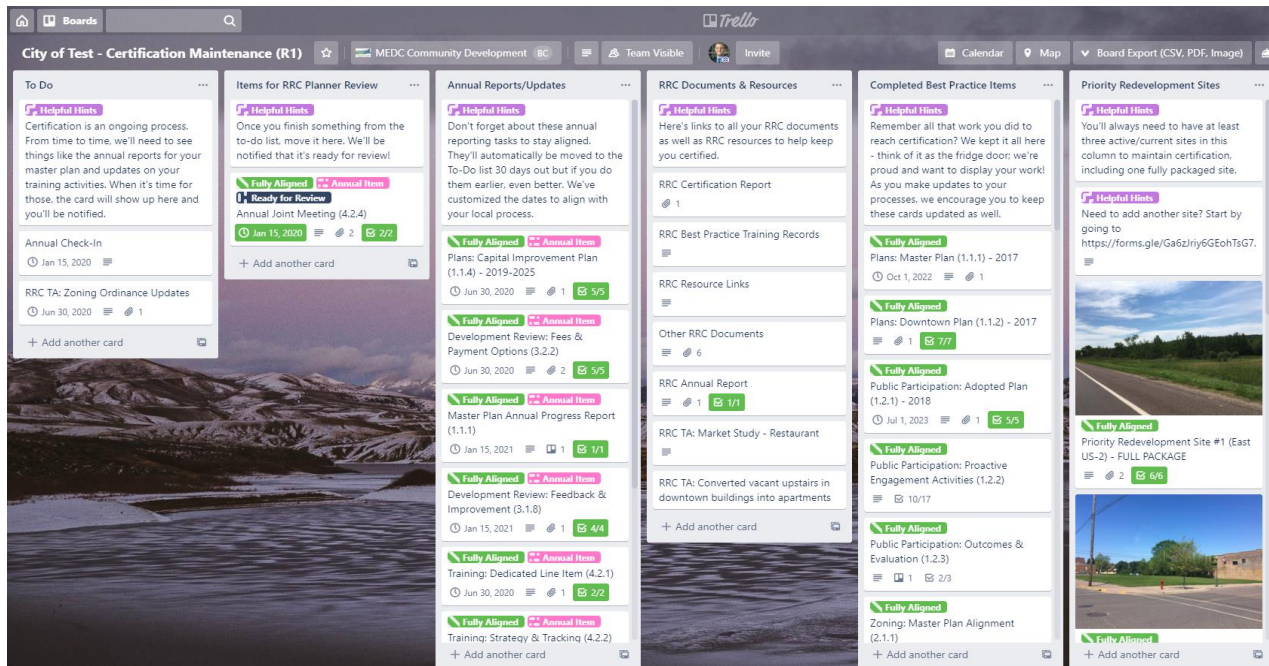 Boards
Trello
City of Test - Certification Maintenance (R1)
MEDC Community Development BC
Team Visible
Invite
Calendar
Map
Board Export (CSV, PDF, Image)
To Do
Helpful Hints
Certification is an ongoing process.
From time to time, we'll need to see
things like the annual reports for your
master plan and updates on your
training activities. When it's time for
those, the card will show up here and
you'll be notified.
Annual Check-In
Jan 15, 2020
RRC TA: Zoning Ordinance Updates
Jun 30, 2020 1
+ Add another card
Items for RRC Planner Review
Helpful Hints
Once you finish something from the
to-do list, move it here. We'll be
notified that it's ready for review!
Fully Aligned Annual Item
Ready for Review
Annual Joint Meeting (4.2.4)
Jan 15, 2020 2 2/2
+ Add another card
Annual Reports/Updates
Helpful Hints
Don't forget about these annual
reporting tasks to stay aligned.
They'll automatically be moved to the
To-Do list 30 days out but if you do
them earlier, even better. We've
customized the dates to align with
your local process.
Fully Aligned Annual Item
Plans: Capital Improvement Plan
(1.1.4) - 2019-2025
Jun 30, 2020 1 5/5
Fully Aligned Annual Item
Development Review: Fees &
Payment Options (3.2.2)
Jun 30, 2020 2 5/5
Fully Aligned Annual Item
Master Plan Annual Progress Report
(1.1.1)
Jan 15, 2021 1 1/1
Fully Aligned Annual Item
Development Review: Feedback &
Improvement (3.1.8)
Jan 15, 2021 1 4/4
Fully Aligned Annual Item
Training: Dedicated Line Item (4.2.1)
Jun 30, 2020 1 2/2
Fully Aligned Annual Item
Training: Strategy & Tracking (4.2.2)
+ Add another card
RRC Documents & Resources
Helpful Hints
Here's links to all your RRC documents
as well as RRC resources to help keep
you certified.
RRC Certification Report
1
RRC Best Practice Training Records
RRC Resource Links
Other RRC Documents
6
RRC Annual Report
1 1/1
RRC TA: Market Study - Restaurant
RRC TA: Converted vacant upstairs in
downtown buildings into apartments
+ Add another card
Completed Best Practice Items
Helpful Hints
Remember all that work you did to
reach certification? We kept it all here
- think of it as the fridge door; we're
proud and want to display your work!
As you make updates to your
processes, we encourage you to keep
these cards updated as well.
Fully Aligned
Plans: Master Plan (1.1.1) - 2017
Oct 1, 2022 1
Fully Aligned
Plans: Downtown Plan (1.1.2) - 2017
1 7/7
Fully Aligned
Public Participation: Adopted Plan
(1.2.1) - 2018
Jul 1, 2023 1 5/5
Fully Aligned
Public Participation: Proactive
Engagement Activities (1.2.2)
10/17
Fully Aligned
Public Participation: Outcomes &
Evaluation (1.2.3)
1 2/3
Fully Aligned
Zoning: Master Plan Alignment
(2.1.1)
+ Add another card
Priority Redevelopment Sites
Helpful Hints
You'll always need to have at least
three active/current sites in this
column to maintain certification,
including one fully packaged site.
Helpful Hints
Need to add another site? Start by
going to
https://forms.gle/Ga6zJriy6GEohTsG7.
Fully Aligned
Priority Redevelopment Site #1 (East
US-2) - FULL PACKAGE
2 6/6
Fully Aligned
+ Add another card